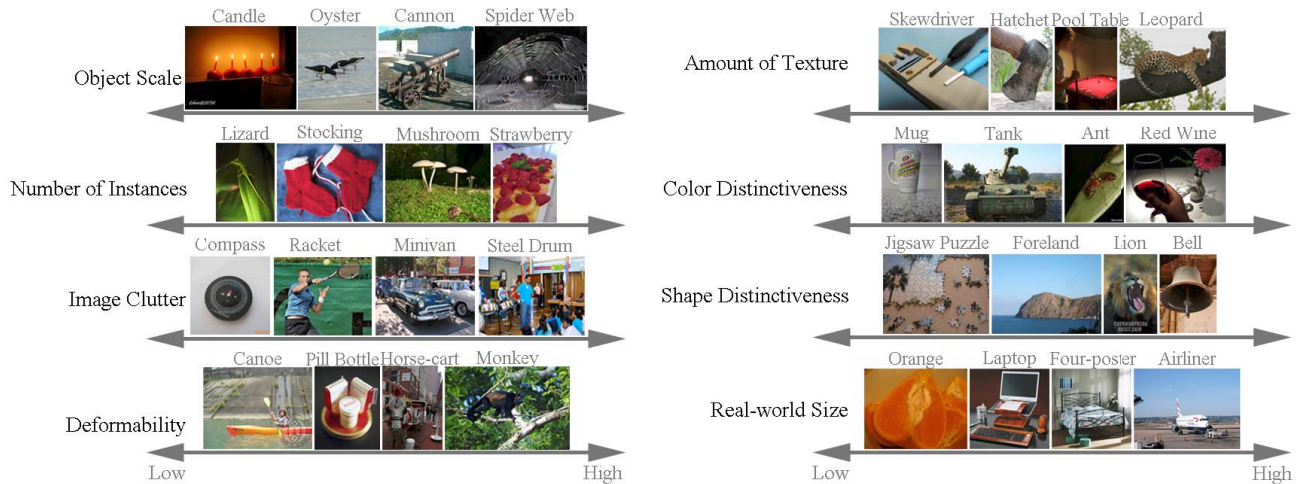 Candle Oyster Cannon Spider Web
Object Scale
Lizard Stocking Mushroom Strawberry
Number of Instances
Compass Racket Minivan Steel Drum
Image Clutter
Canoe Pill Bottle Horse-cart Monkey
Deformability
Low High
Skewdriver Hatchet Pool Table Leopard
Amount of Texture
Mug Tank Ant Red Wine
Color Distinctiveness
Jigsaw Puzzle Foreland Lion Bell
Shape Distinctiveness
Orange Laptop Four-poster Airliner
Real-world Size
Low High